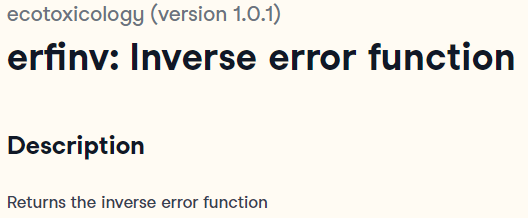 ecotoxicology (version 1.0.1)
erfinv: Inverse error function
Description
Returns the inverse error function